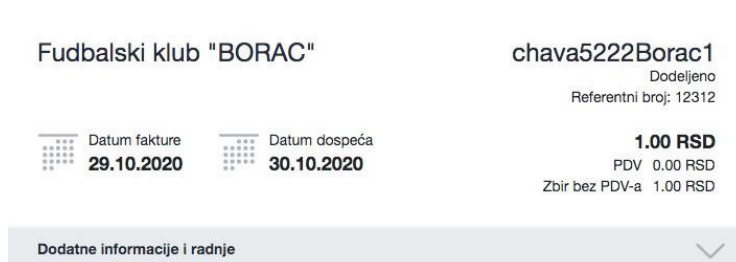 Fudbalski klub "BORAC"
chava5222Borac1
Dodeljeno
Referentni broj: 12312
Datum fakture
29.10.2020
Datum dospeća
30.10.2020
1.00 RSD
PDV 0.00 RSD
Zbir bez PDV-a 1.00 RSD
Dodatne informacije i radnje